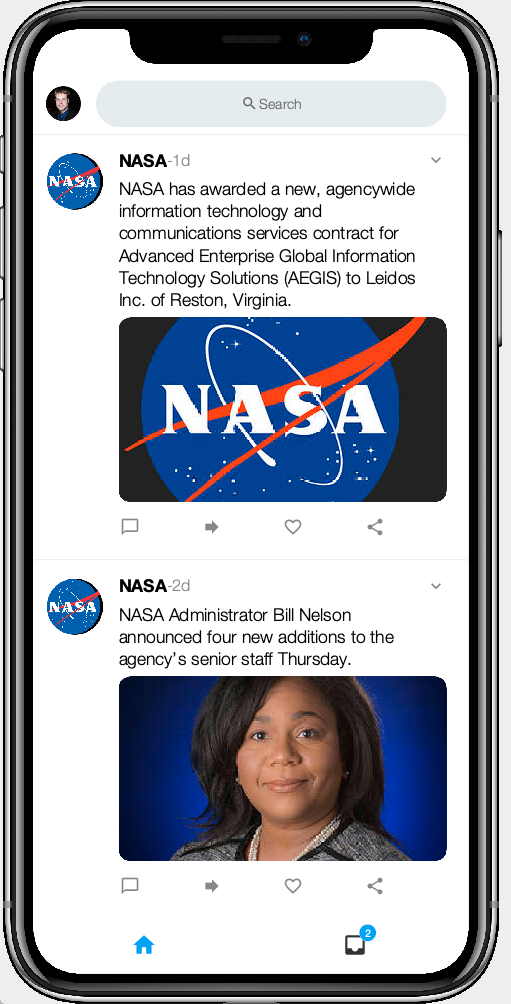 Search
NASA-1d
NASA has awarded a new, agencywide
information technology and
communications services contract for
Advanced Enterprise Global Information
Technology Solutions (AEGIS) to Leidos
Inc. of Reston, Virginia.
NASA
NASA
NASA-2d
NASA Administrator Bill Nelson
announced four new additions to the
agency's senior staff Thursday.
NASA
2